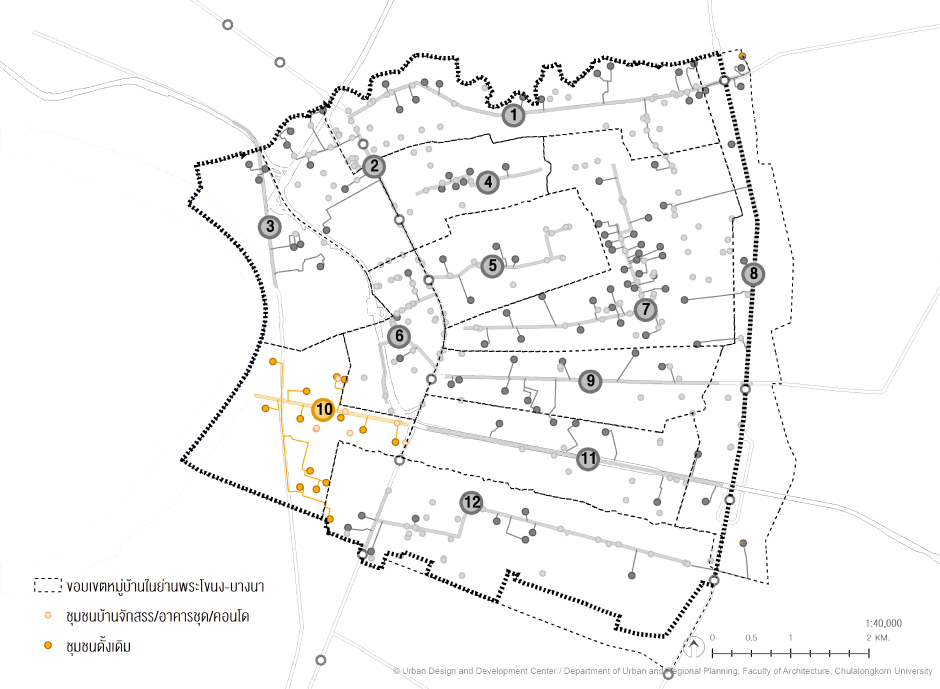 1
2
3
4
5
6
7
8
9
10
11
12
ขอบเขตหมู่บ้านในย่านพระโขนง-บางนา
ชุมชนบ้านจักสรร/อาคารชุด/คอนโด
ชุมชนดั้งเดิม
1:40,000
0 0.5 1 2 KM.
© Urban Design and Development Center / Department of Urban and Regional Planning, Faculty of Architecture, Chulalongkorn University